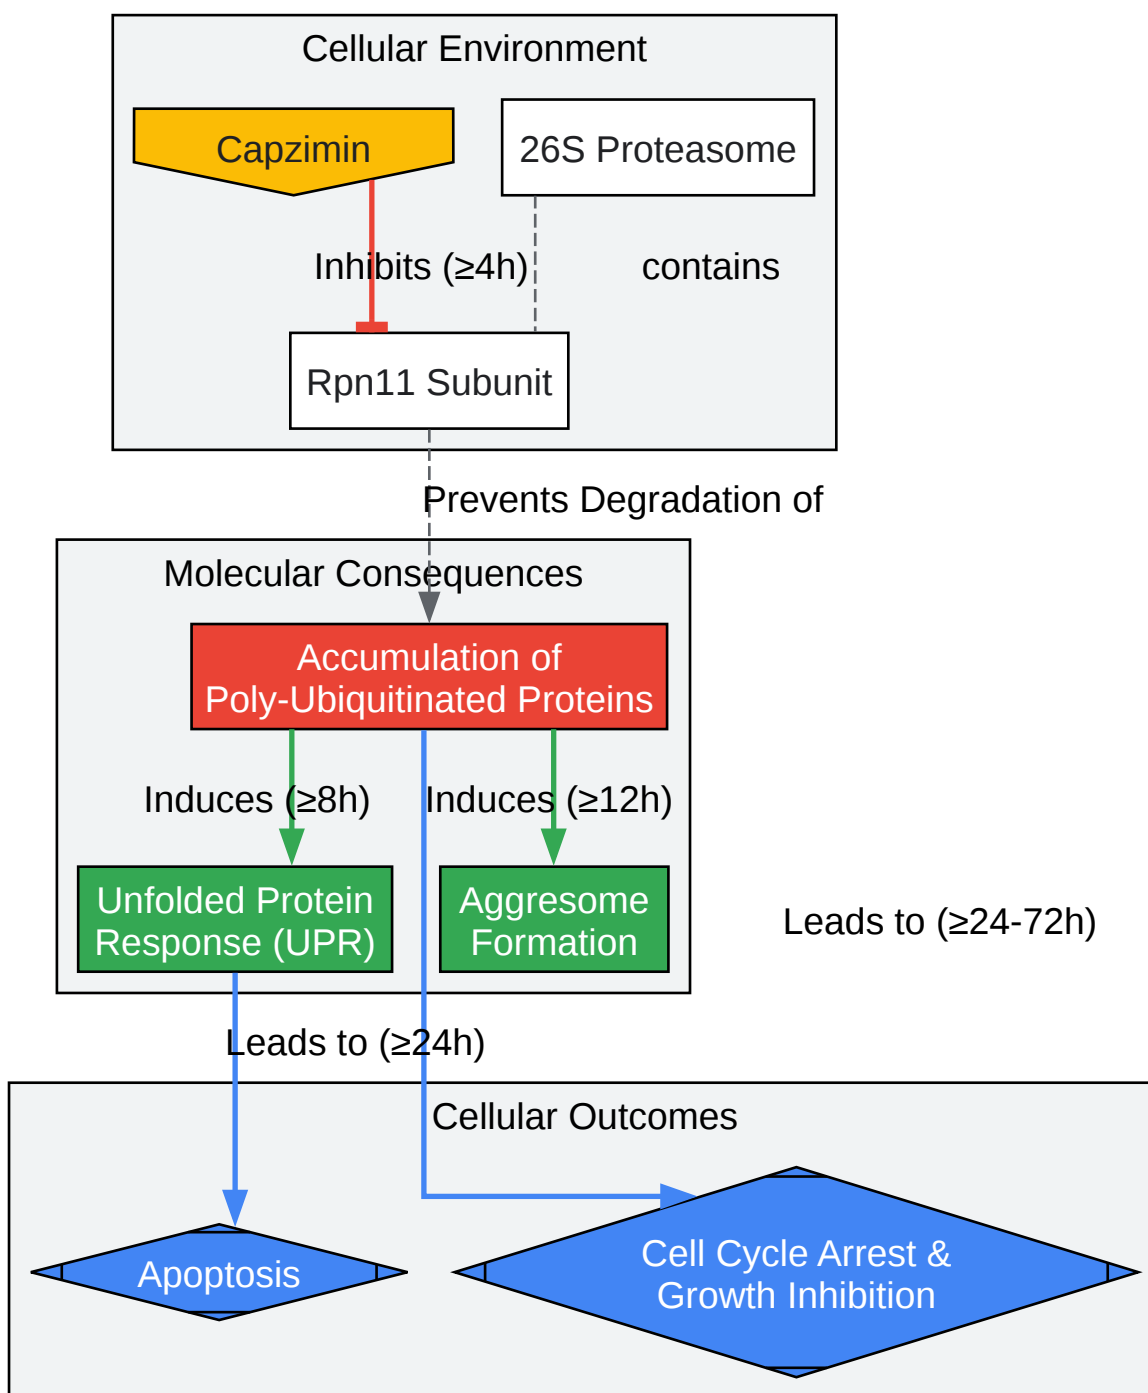 Cellular Environment
Capzimin
26S Proteasome
Inhibits (≥4h)
contains
Rpn11 Subunit
Prevents Degradation of
Molecular Consequences
Accumulation of
Poly-Ubiquitinated Proteins
Induces (≥8h)
Induces (≥12h)
Unfolded Protein
Response (UPR)
Aggresome
Formation
Leads to (≥24-72h)
Leads to (≥24h)
Cellular Outcomes
Apoptosis
Cell Cycle Arrest &
Growth Inhibition